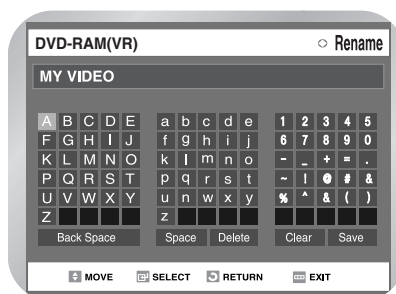 DVD-RAM(VR) Rename
MY VIDEO
A B C D E a b c d e 1 2 3 4 5
F G H I J f g h i j 6 7 8 9 0
K L M N O k l m n o - _ + = .
P Q R S T p q r s t ~ ! @ # &
U V W X Y u n w x y % ^ & ( )
Z z
Back Space Space Delete Clear Save
MOVE SELECT RETURN EXIT